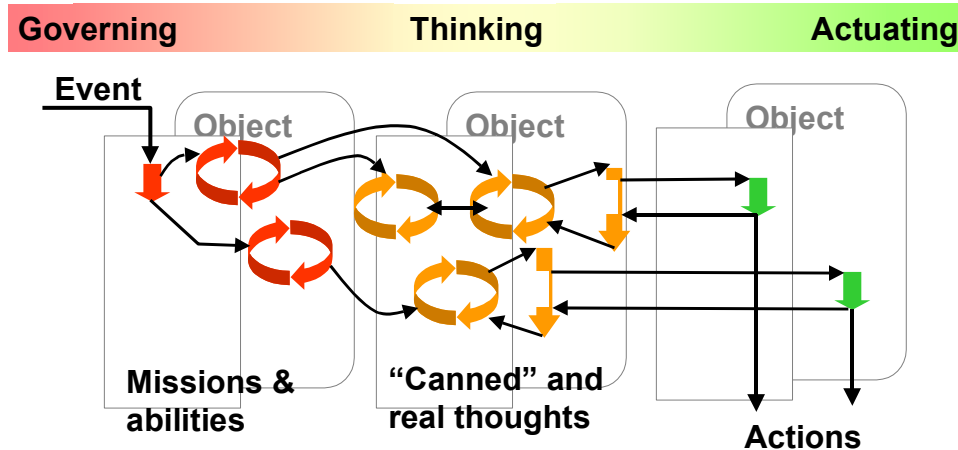 Governing Thinking Actuating
Event
Object Object Object
Missions &
abilities
“Canned” and
real thoughts
Actions